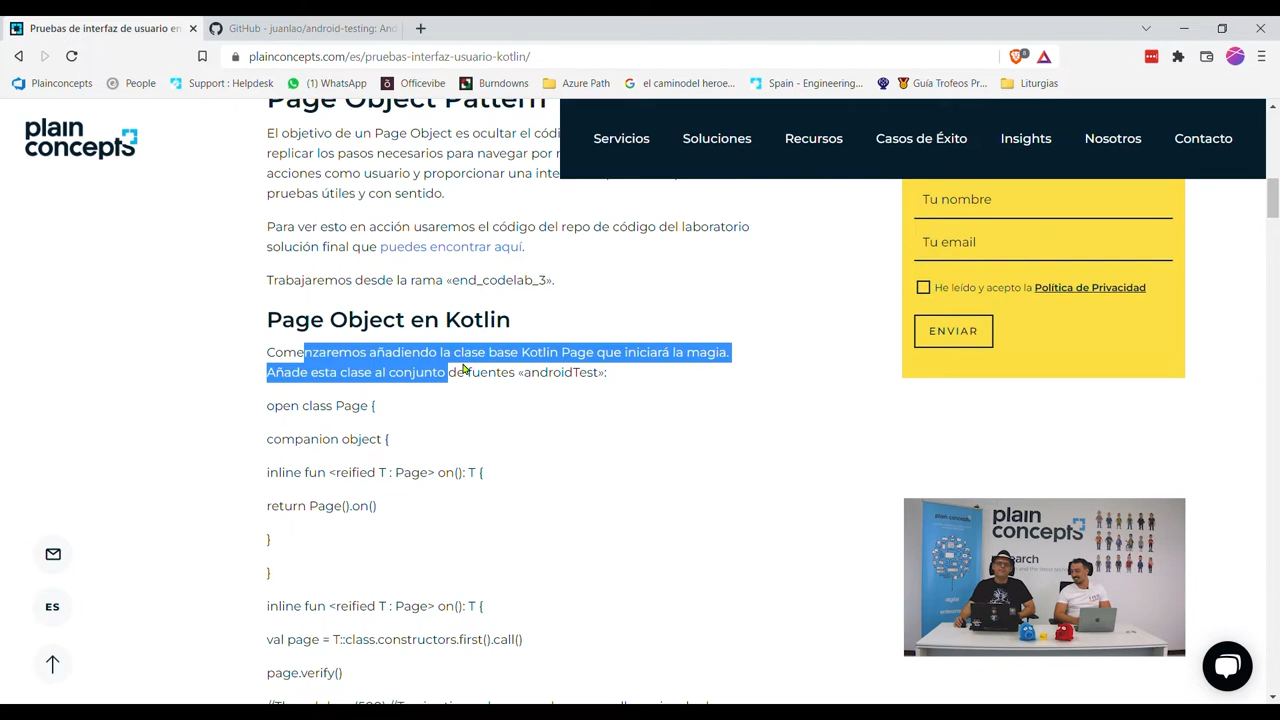 Pruebas de interfaz de usuario en
GitHub - juanlao/android-testing: And
plainconcepts.com/es/pruebas-interfaz-usuario-kotlin/
8
Plainconcepts
People
Support : Helpdesk
(1) WhatsApp
Officevibe
Burndowns
Azure Path
el caminodel heroe...
Spain - Engineering...
Guía Trofeos Pr...
Liturgias
plain concepts
Servicios
Soluciones
Recursos
Casos de Éxito
Insights
Nosotros
Contacto
Page Object Pattern
El objetivo de un Page Object es ocultar el códi
replicar los pasos necesarios para navegar por
acciones como usuario y proporcionar una inte
pruebas útiles y con sentido.
Para ver esto en acción usaremos el código del repo de código del laboratorio
solución final que puedes encontrar aquí.
Trabajaremos desde la rama «end_codelab_3».
Page Object en Kotlin
Comenzaremos añadiendo la clase base Kotlin Page que iniciará la magia.
Añade esta clase al conjunto de fuentes «androidTest»:
open class Page {
companion object {
inline fun <reified T : Page> on(): T {
return Page().on()
}
}
inline fun <reified T : Page> on(): T {
val page = T::class.constructors.first().call()
page.verify()
Tu nombre
Tu email
He leído y acepto la Política de Privacidad
ENVIAR
plain concepts
ES